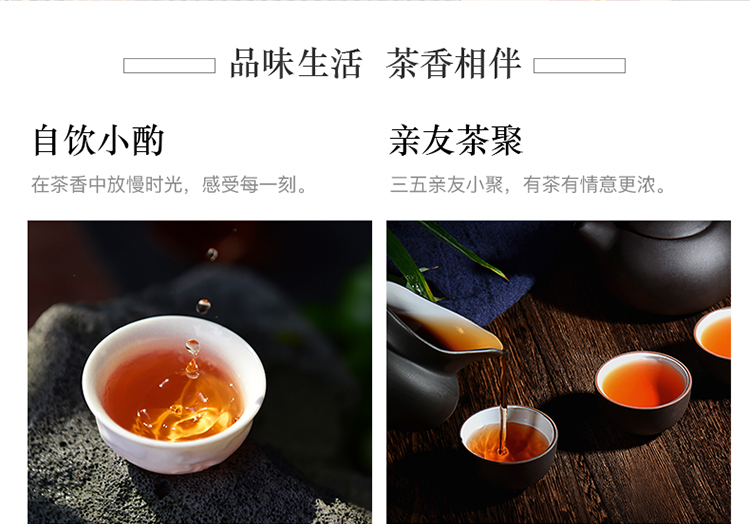 品味生活 茶香相伴
自饮小酌
在茶香中放慢时光，感受每一刻。
亲友茶聚
三五亲友小聚，有茶有情意更浓。